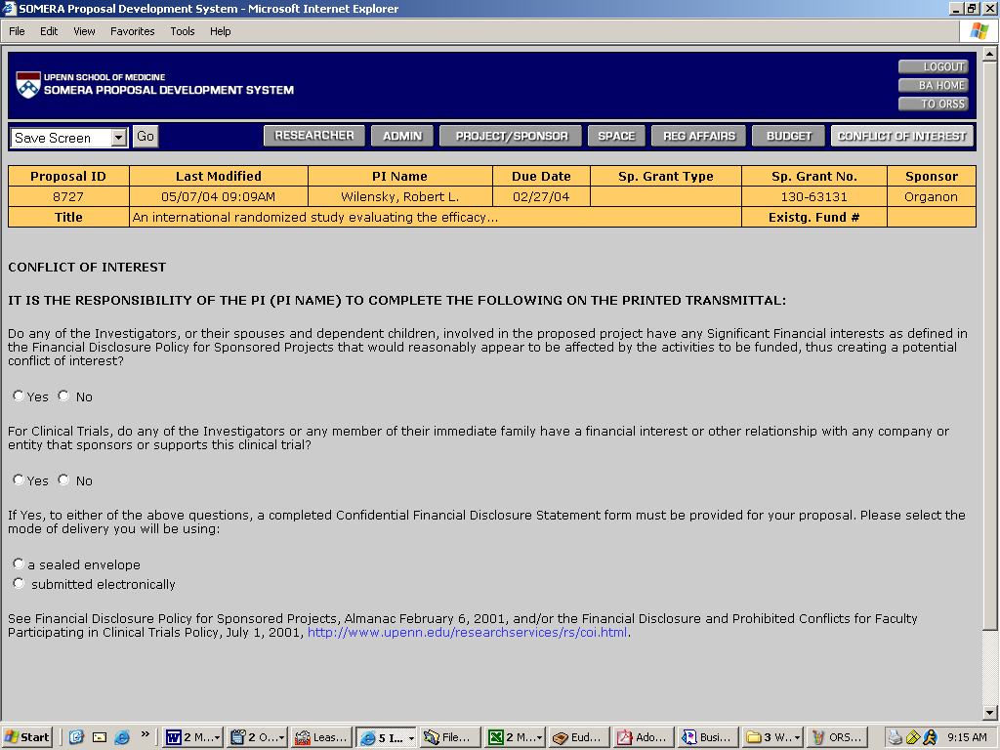 SOMERA Proposal Development System - Microsoft Internet Explorer
File Edit View Favorites Tools Help
UPENN SCHOOL OF MEDICINE
SOMERA PROPOSAL DEVELOPMENT SYSTEM
LOGOUT
BA HOME
TO ORSS
Save Screen Go RESEARCHER ADMIN PROJECT/SPONSOR SPACE REG AFFAIRS BUDGET CONFLICT OF INTEREST
Proposal ID Last Modified PI Name Due Date Sp. Grant Type Sp. Grant No. Sponsor
8727 05/07/04 09:09AM Wilensky, Robert L. 02/27/04 130-63131 Organon
Title An international randomized study evaluating the efficacy... Existg. Fund #
CONFLICT OF INTEREST
IT IS THE RESPONSIBILITY OF THE PI (PI NAME) TO COMPLETE THE FOLLOWING ON THE PRINTED TRANSMITTAL:
Do any of the Investigators, or their spouses and dependent children, involved in the proposed project have any Significant Financial interests as defined in
the Financial Disclosure Policy for Sponsored Projects that would reasonably appear to be affected by the activities to be funded, thus creating a potential
conflict of interest?
Yes No
For Clinical Trials, do any of the Investigators or any member of their immediate family have a financial interest or other relationship with any company or
entity that sponsors or supports this clinical trial?
Yes No
If Yes, to either of the above questions, a completed Confidential Financial Disclosure Statement form must be provided for your proposal. Please select the
mode of delivery you will be using:
a sealed envelope
submitted electronically
See Financial Disclosure Policy for Sponsored Projects, Almanac February 6, 2001, and/or the Financial Disclosure and Prohibited Conflicts for Faculty
Participating in Clinical Trials Policy, July 1, 2001, http://www.upenn.edu/researchservices/rs/coi.html.
Start » 2 M... 2 O... Leas... 5 I... File... 2 M... Eud... Ado... Busi... 3 W... ORS... 9:15 AM